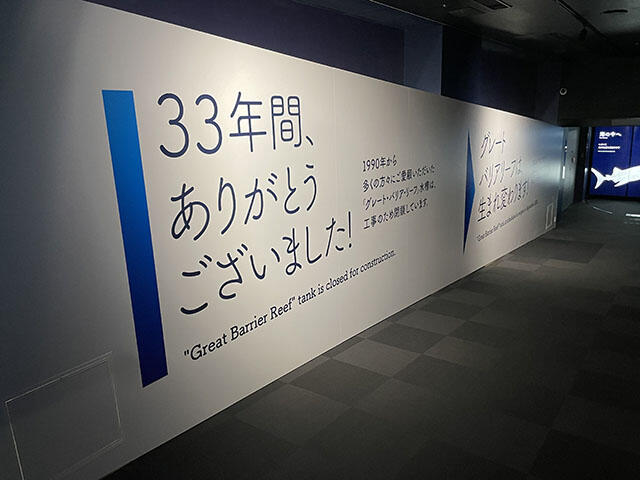 33年間、
ありがとう
ございました!
"Great Barrier Reef" tank is closed for construction.
1990年から
多くの方々にご愛顧いただいた
「グレート・バリア・リーフ」水槽は、
工事のため閉鎖しています。
グレート
バリア・リーフは
生まれ変わります!
海の中へ